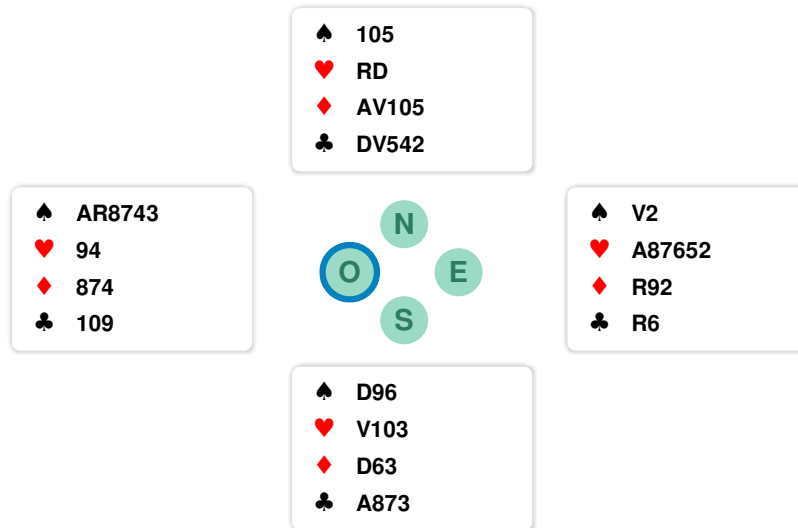 ♠ 105
♥ RD
♦ AV105
♣ DV542
♠ AR8743
♥ 94
♦ 874
♣ 109
N
O
E
S
♠ V2
♥ A87652
♦ R92
♣ R6
♠ D96
♥ V103
♦ D63
♣ A873